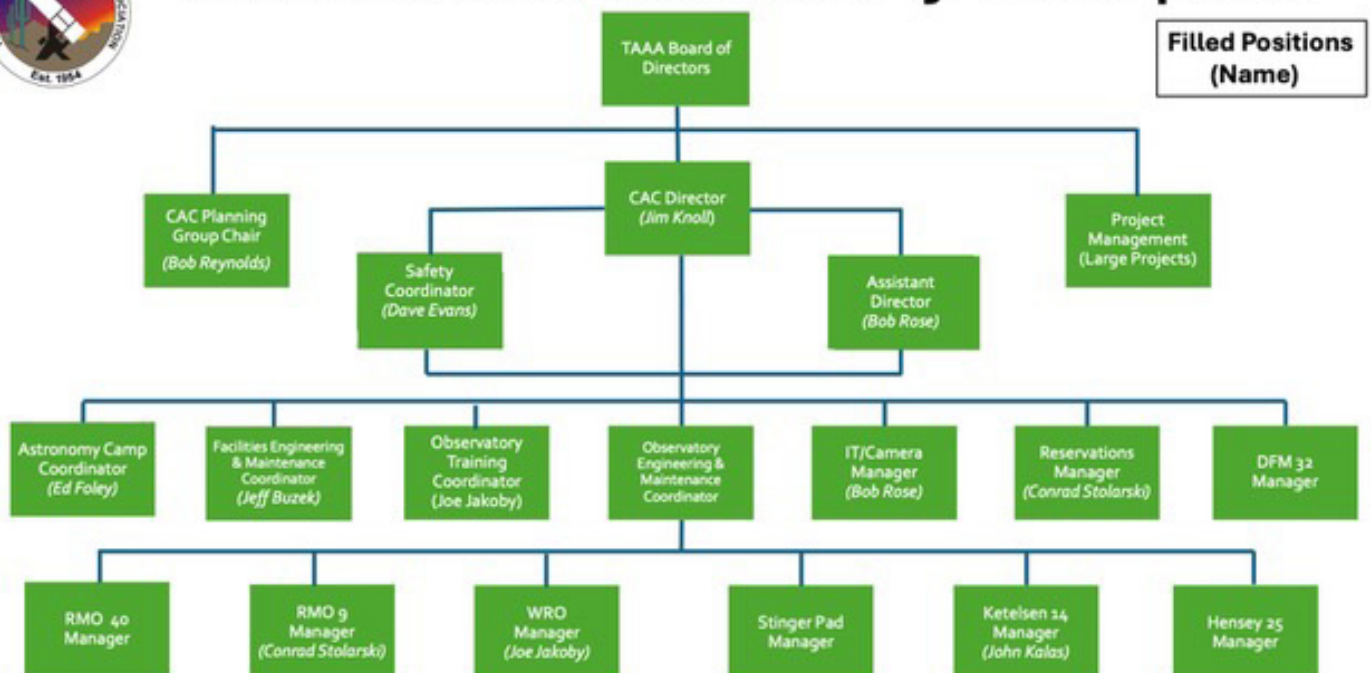 ASSOCIATION
Est. 1954
Filled Positions
(Name)
TAAA Board of
Directors
CAC Planning
Group Chair
(Bob Reynolds)
CAC Director
(Jim Knoll)
Project
Management
(Large Projects)
Safety
Coordinator
(Dave Evans)
Assistant
Director
(Bob Rose)
Astronomy Camp
Coordinator
(Ed Foley)
Facilities Engineering
& Maintenance
Coordinator
(Jeff Buzek)
Observatory
Training
Coordinator
(Joe Jakoby)
Observatory
Engineering &
Maintenance
Coordinator
IT/Camera
Manager
(Bob Rose)
Reservations
Manager
(Conrad Stolarski)
DFM 32
Manager
RMO 40
Manager
RMO 9
Manager
(Conrad Stolarski)
WRO
Manager
(Joe Jakoby)
Stinger Pad
Manager
Ketelsen 14
Manager
(John Kalas)
Hensey 25
Manager